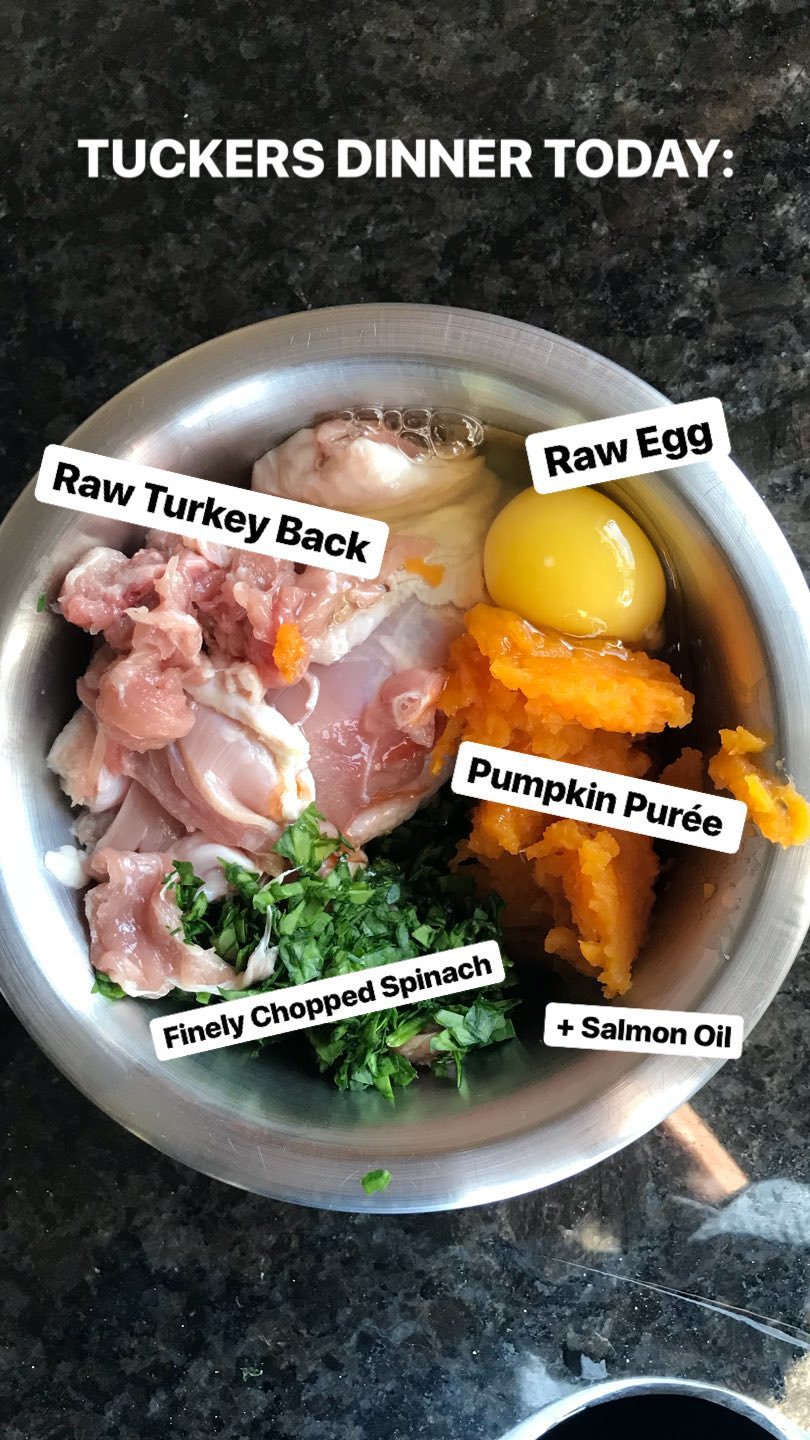 TUCKERS DINNER TODAY:
Raw Egg
Raw Turkey Back
Pumpkin Purée
Finely Chopped Spinach
+ Salmon Oil